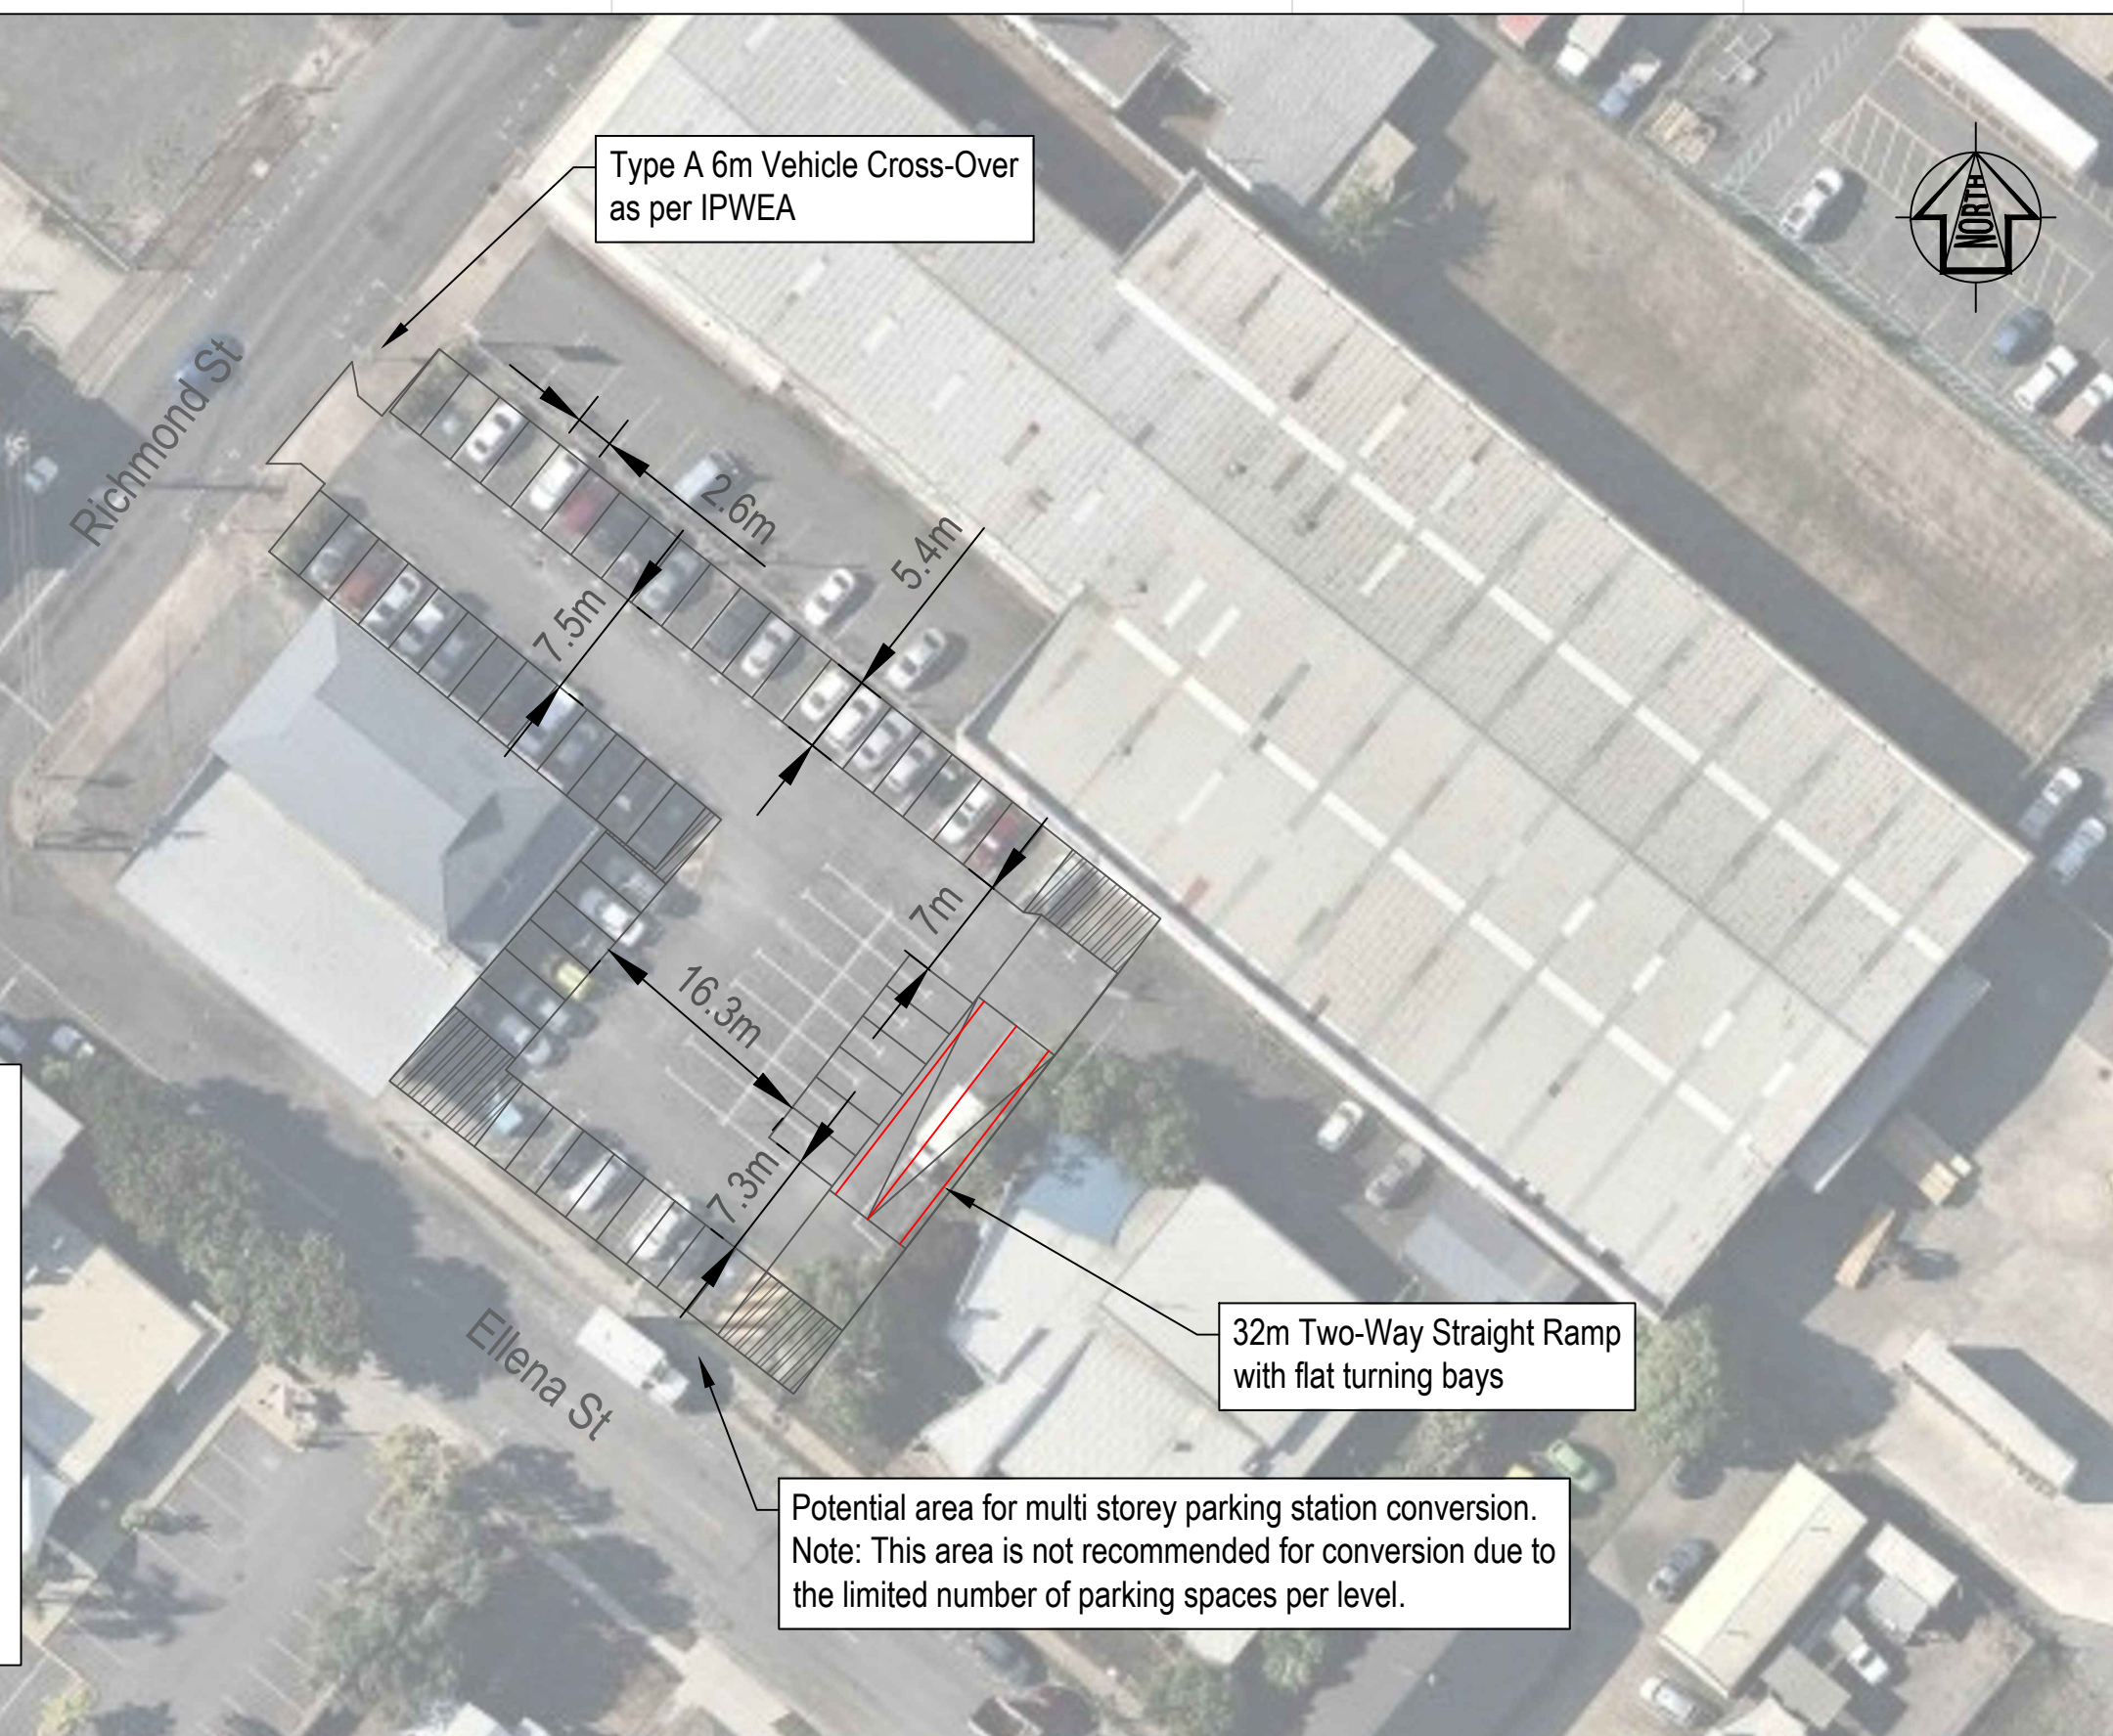 Type A 6m Vehicle Cross-Over
as per IPWEA
NORTH
Richmond St
2.6m
5.4m
7.5m
7m
16.3m
7.3m
32m Two-Way Straight Ramp
with flat turning bays
Ellena St
Potential area for multi storey parking station conversion.
Note: This area is not recommended for conversion due to
the limited number of parking spaces per level.